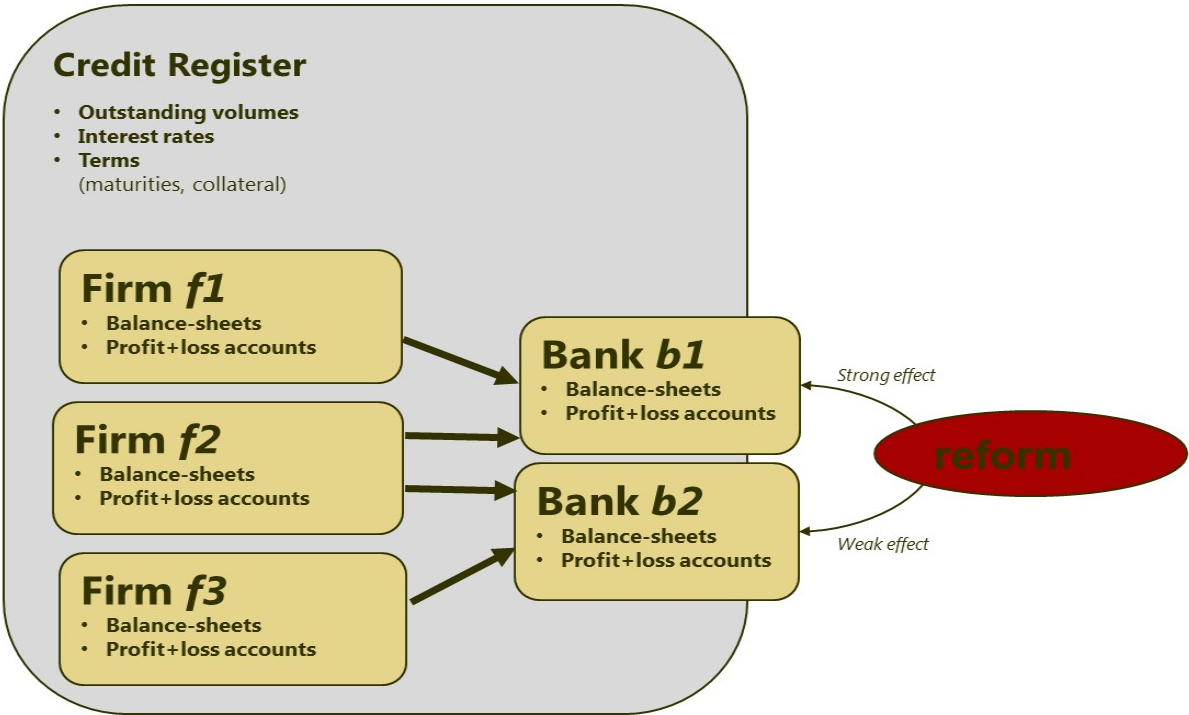 Credit Register
• Outstanding volumes
• Interest rates
• Terms
(maturities, collateral)
Firm f1
• Balance-sheets
• Profit+loss accounts
Firm f2
• Balance-sheets
• Profit+loss accounts
Firm f3
• Balance-sheets
• Profit+loss accounts
Bank b1
• Balance-sheets
• Profit+loss accounts
Bank b2
• Balance-sheets
• Profit+loss accounts
Strong effect
reform
Weak effect